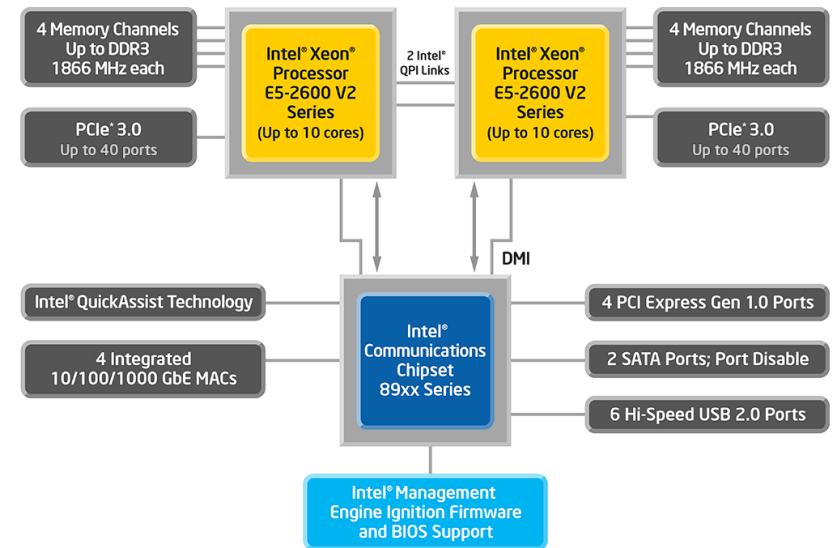 4 Memory Channels
Up to DDR3
1866 MHz each
Intel® Xeon®
Processor
E5-2600 V2
Series
(Up to 10 cores)
2 Intel®
QPI Links
Intel® Xeon®
Processor
E5-2600 V2
Series
(Up to 10 cores)
4 Memory Channels
Up to DDR3
1866 MHz each
PCIe* 3.0
Up to 40 ports
PCIe* 3.0
Up to 40 ports
DMI
Intel® QuickAssist Technology
4 Integrated
10/100/1000 GbE MACs
Intel®
Communications
Chipset
89xx Series
4 PCI Express Gen 1.0 Ports
2 SATA Ports; Port Disable
6 Hi-Speed USB 2.0 Ports
Intel® Management
Engine Ignition Firmware
and BIOS Support